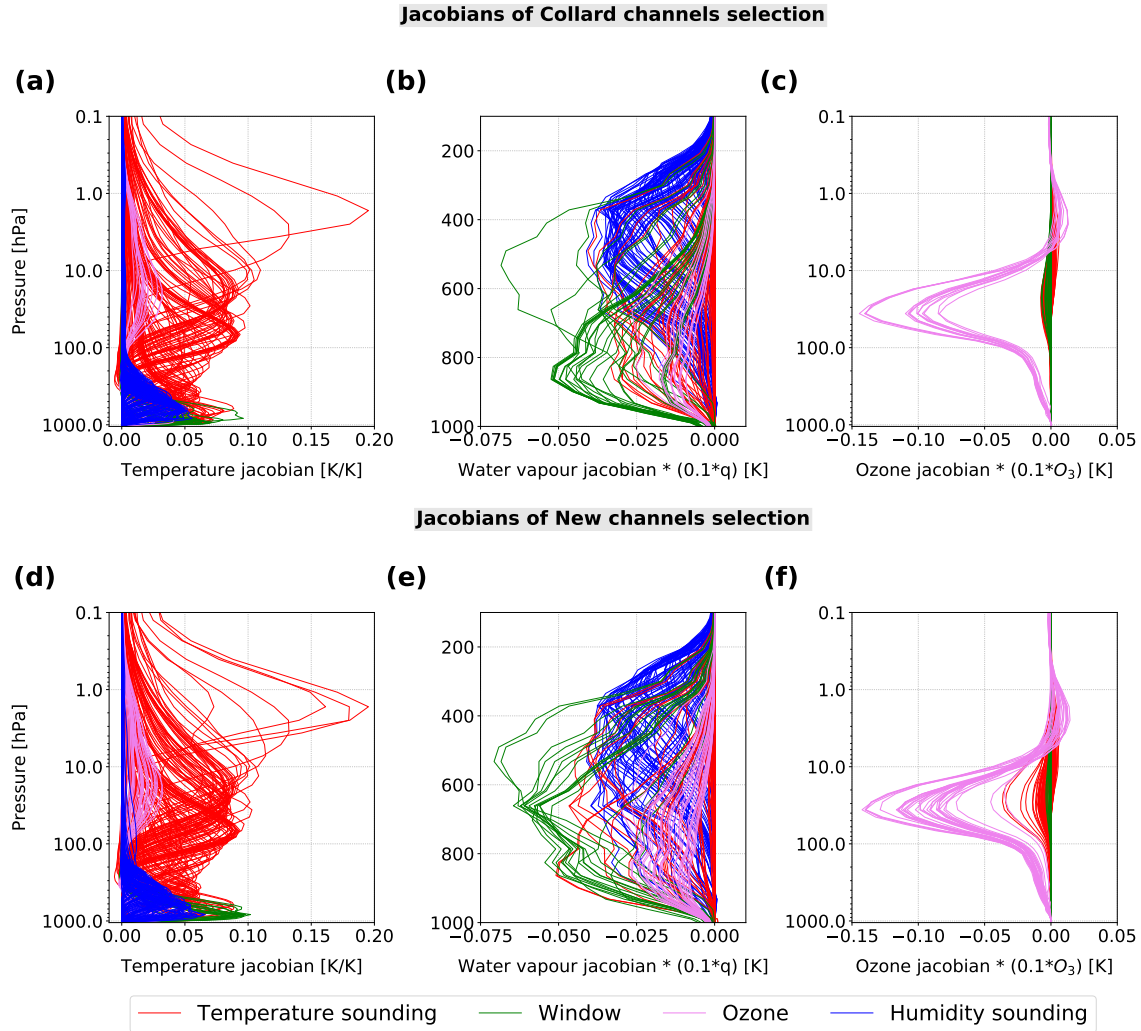 Jacobians of Collard channels selection
(a) (b) (c)
0.1
1.0
10.0
100.0
1000.0
Pressure [hPa]
0.00 0.05 0.10 0.15 0.20
Temperature jacobian [K/K]
200
400
600
800
1000
−0.075 −0.050 −0.025 0.000
Water vapour jacobian * (0.1*q) [K]
0.1
1.0
10.0
100.0
1000.0
−0.15 −0.10 −0.05 0.00 0.05
Ozone jacobian * (0.1*O₃) [K]
Jacobians of New channels selection
(d) (e) (f)
0.1
1.0
10.0
100.0
1000.0
Pressure [hPa]
0.00 0.05 0.10 0.15 0.20
Temperature jacobian [K/K]
200
400
600
800
1000
−0.075 −0.050 −0.025 0.000
Water vapour jacobian * (0.1*q) [K]
0.1
1.0
10.0
100.0
1000.0
−0.15 −0.10 −0.05 0.00 0.05
Ozone jacobian * (0.1*O₃) [K]
Temperature sounding Window Ozone Humidity sounding